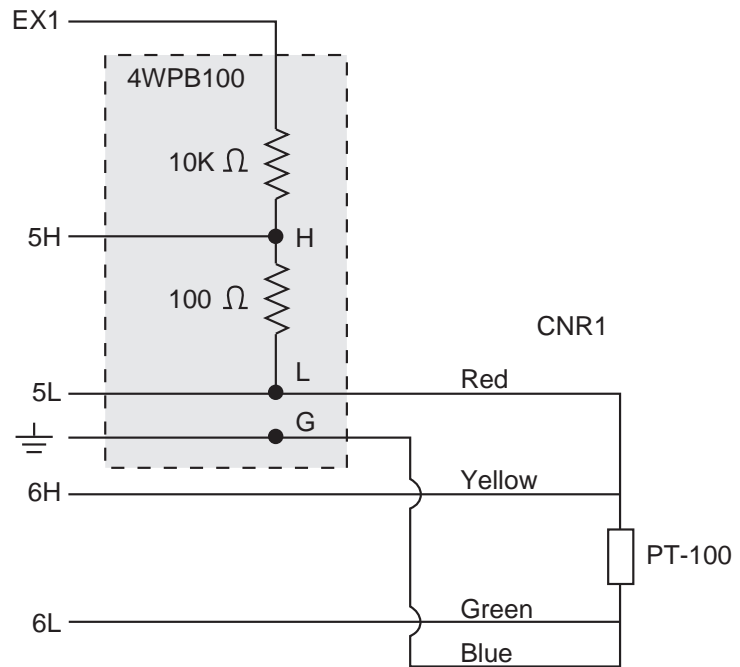 EX1
4WPB100
10K Ω
5H
H
100 Ω
CNR1
L
Red
5L
G
Yellow
6H
PT-100
Green
6L
Blue